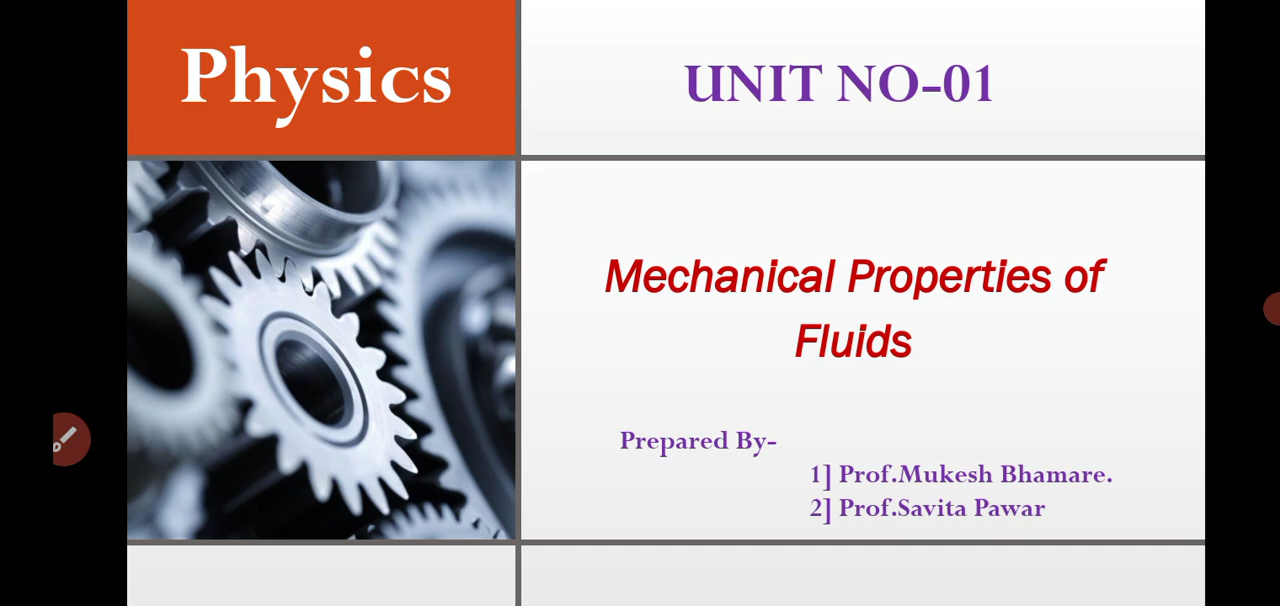 Physics
UNIT NO-01
Mechanical Properties of
Fluids
Prepared By-
1] Prof.Mukesh Bhamare.
2] Prof.Savita Pawar